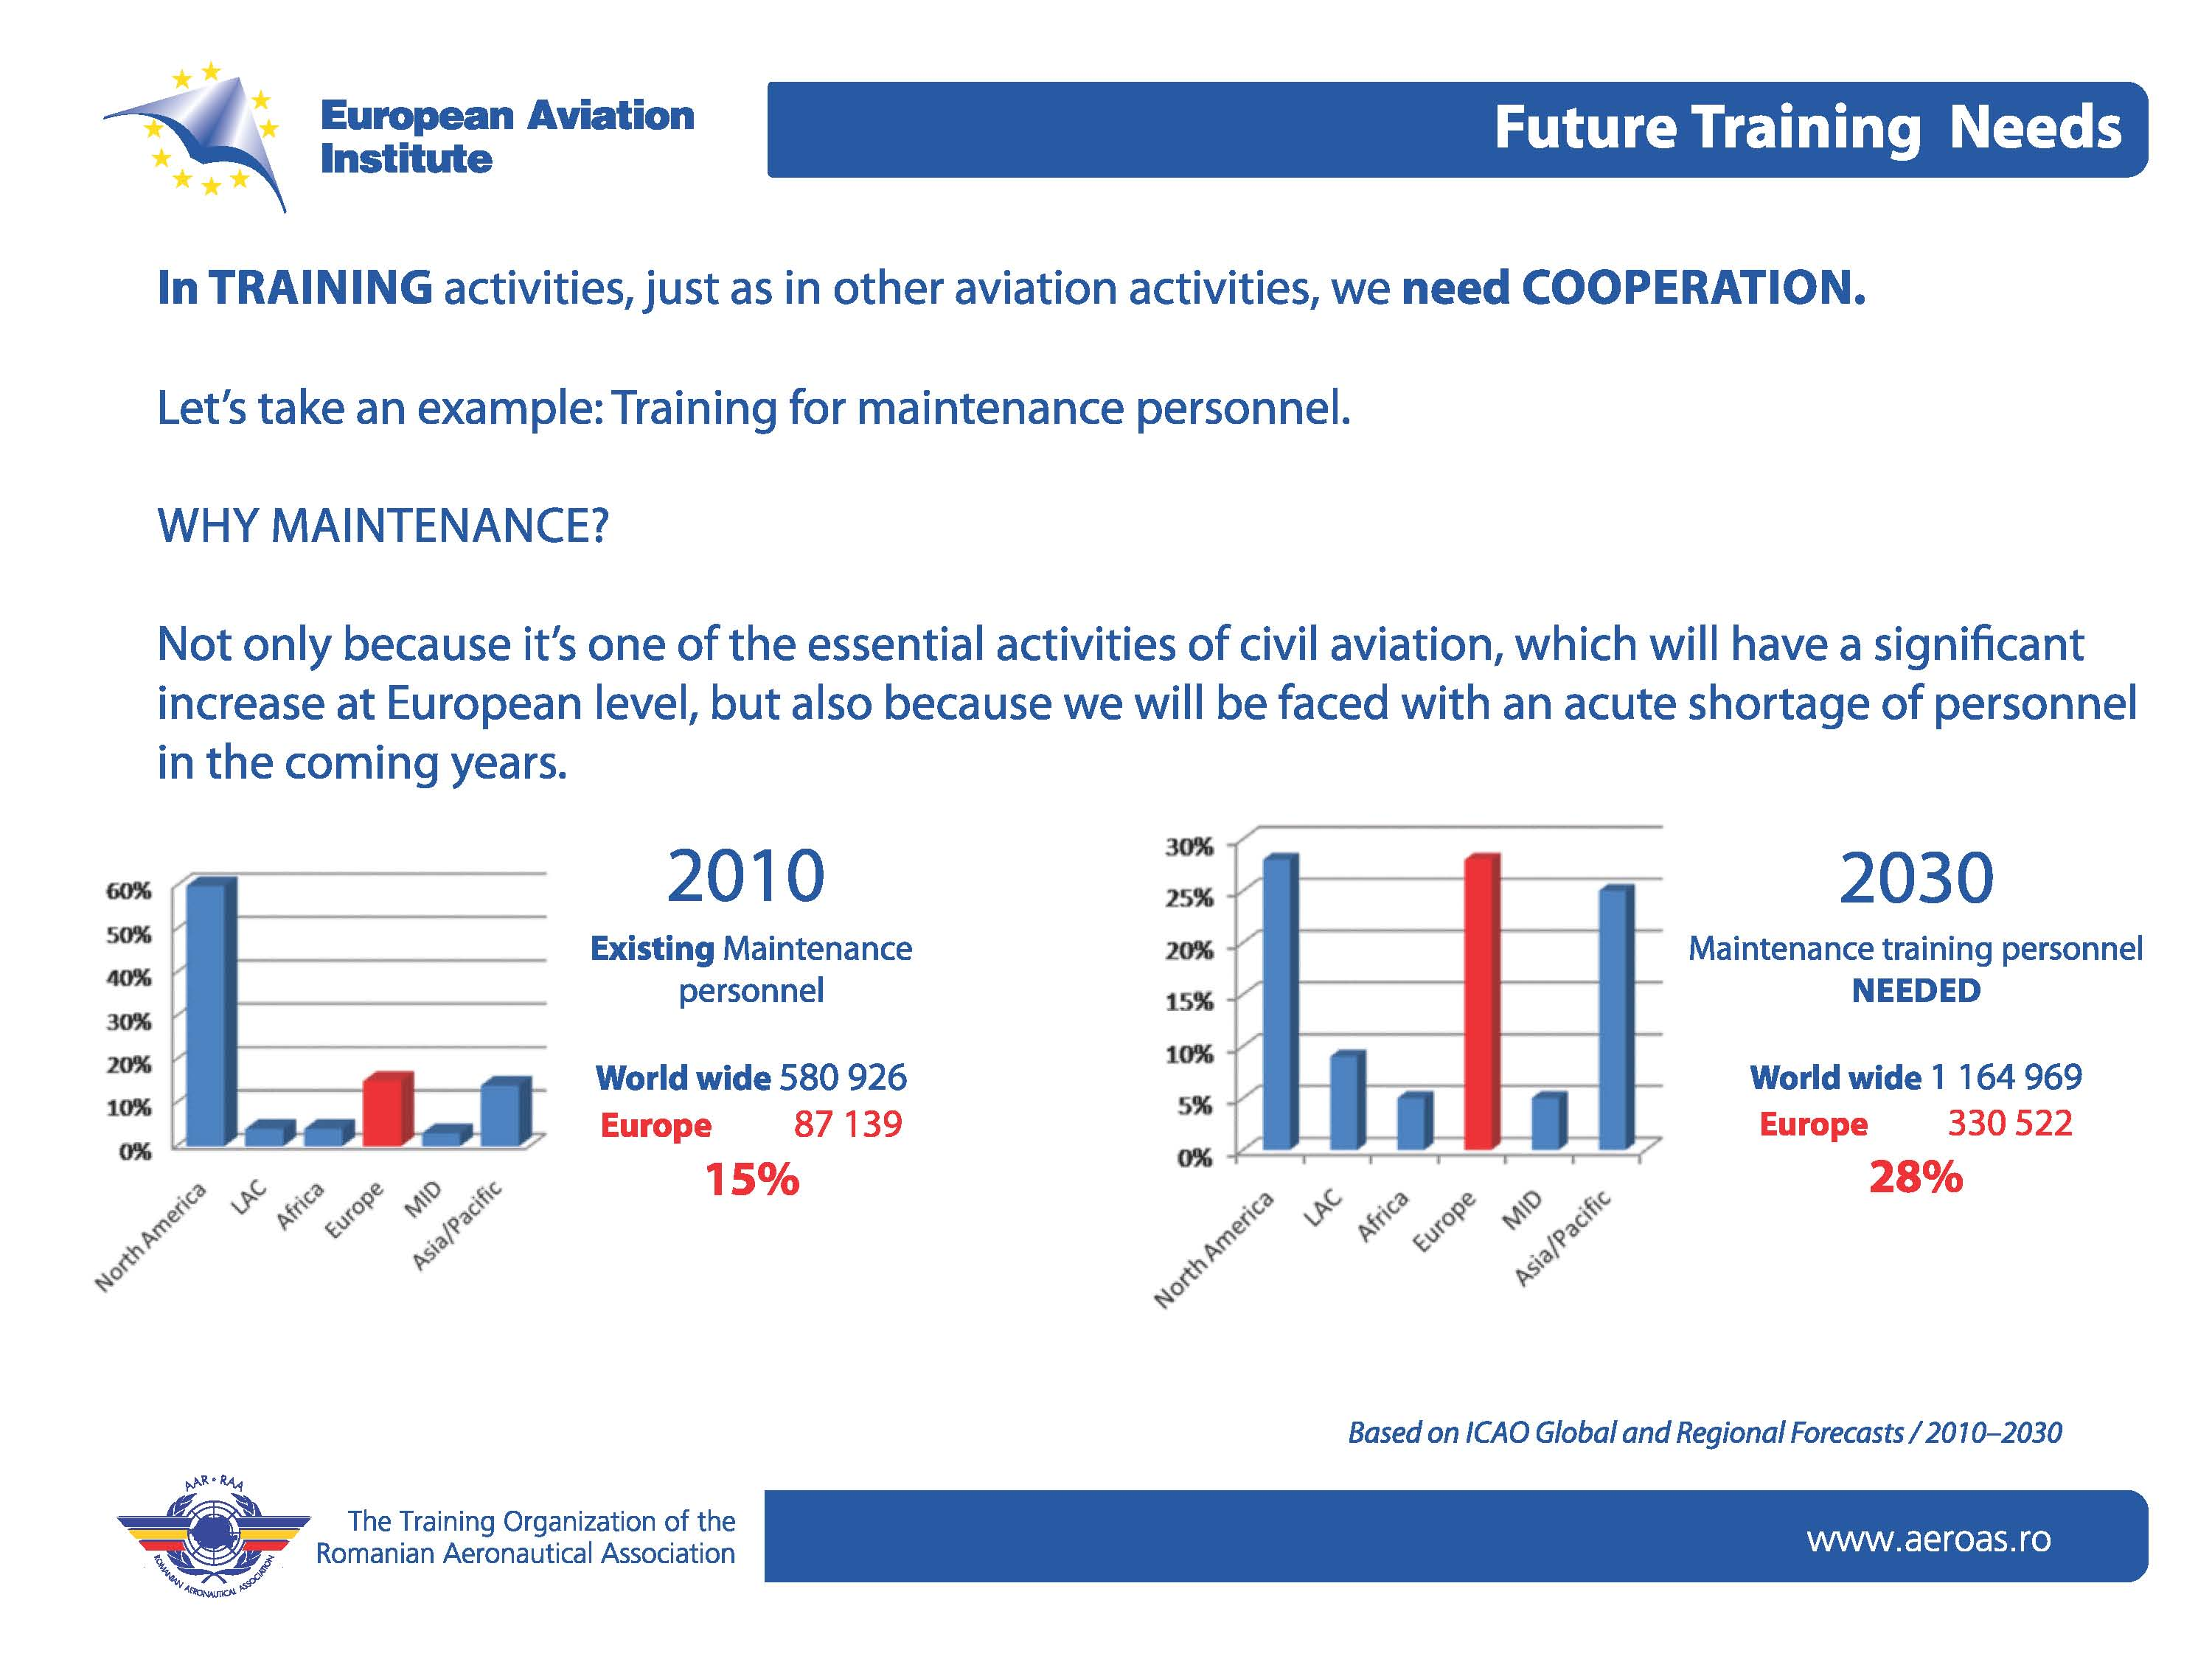 European Aviation
Institute
Future Training Needs
In TRAINING activities, just as in other aviation activities, we need COOPERATION.
Let's take an example: Training for maintenance personnel.
WHY MAINTENANCE?
Not only because it's one of the essential activities of civil aviation, which will have a significant
increase at European level, but also because we will be faced with an acute shortage of personnel
in the coming years.
60%
50%
40%
30%
20%
10%
0%
North America
LAC
Africa
Europe
MID
Asia/Pacific
2010
Existing Maintenance
personnel
World wide 580 926
Europe 87 139
15%
30%
25%
20%
15%
10%
5%
0%
North America
LAC
Africa
Europe
MID
Asia/Pacific
2030
Maintenance training personnel
NEEDED
World wide 1 164 969
Europe 330 522
28%
Based on ICAO Global and Regional Forecasts / 2010–2030
AAR • RAA
ROMANIAN AERONAUTICAL ASSOCIATION
The Training Organization of the
Romanian Aeronautical Association
www.aeroas.ro